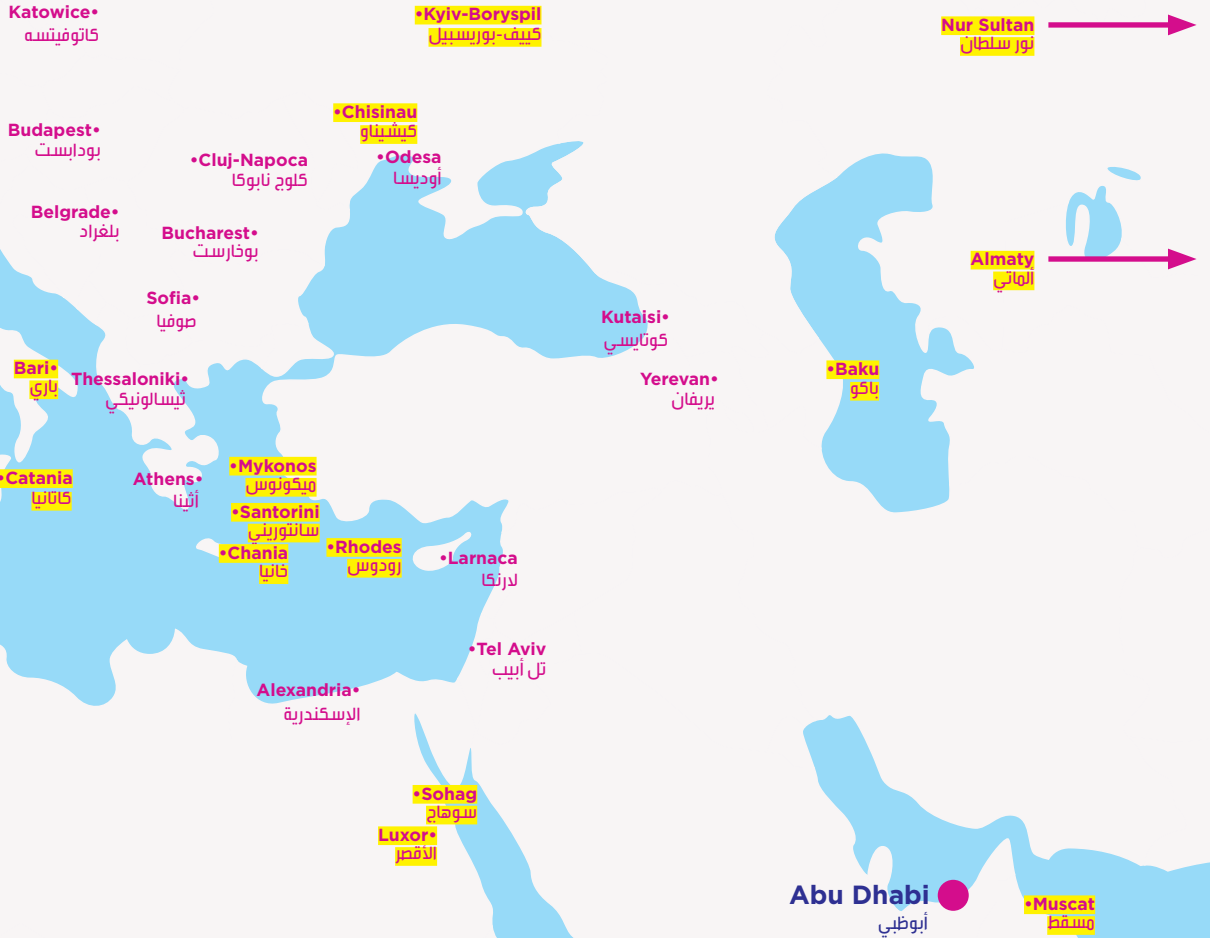 Katowice•
كاتوفيتسه
•Kyiv-Boryspil
كييف-بوريسبيل
Nur Sultan
نور سلطان
•Chisinau
كيشيناو
Budapest•
بودابست
•Cluj-Napoca
كلوج نابوكا
•Odesa
أوديسا
Belgrade•
بلغراد
Bucharest•
بوخارست
Almaty
ألماتي
Sofia•
صوفيا
Kutaisi•
كوتايسي
Bari•
باري
Thessaloniki•
ثيسالونيكي
Yerevan•
يريفان
•Baku
باكو
•Catania
كاتانيا
Athens•
أثينا
•Mykonos
ميكونوس
•Santorini
سانتوريني
•Chania
خانيا
•Rhodes
رودوس
•Larnaca
لارنكا
•Tel Aviv
تل أبيب
Alexandria•
الإسكندرية
•Sohag
سوهاج
Luxor•
الأقصر
Abu Dhabi
أبوظبي
•Muscat
مسقط